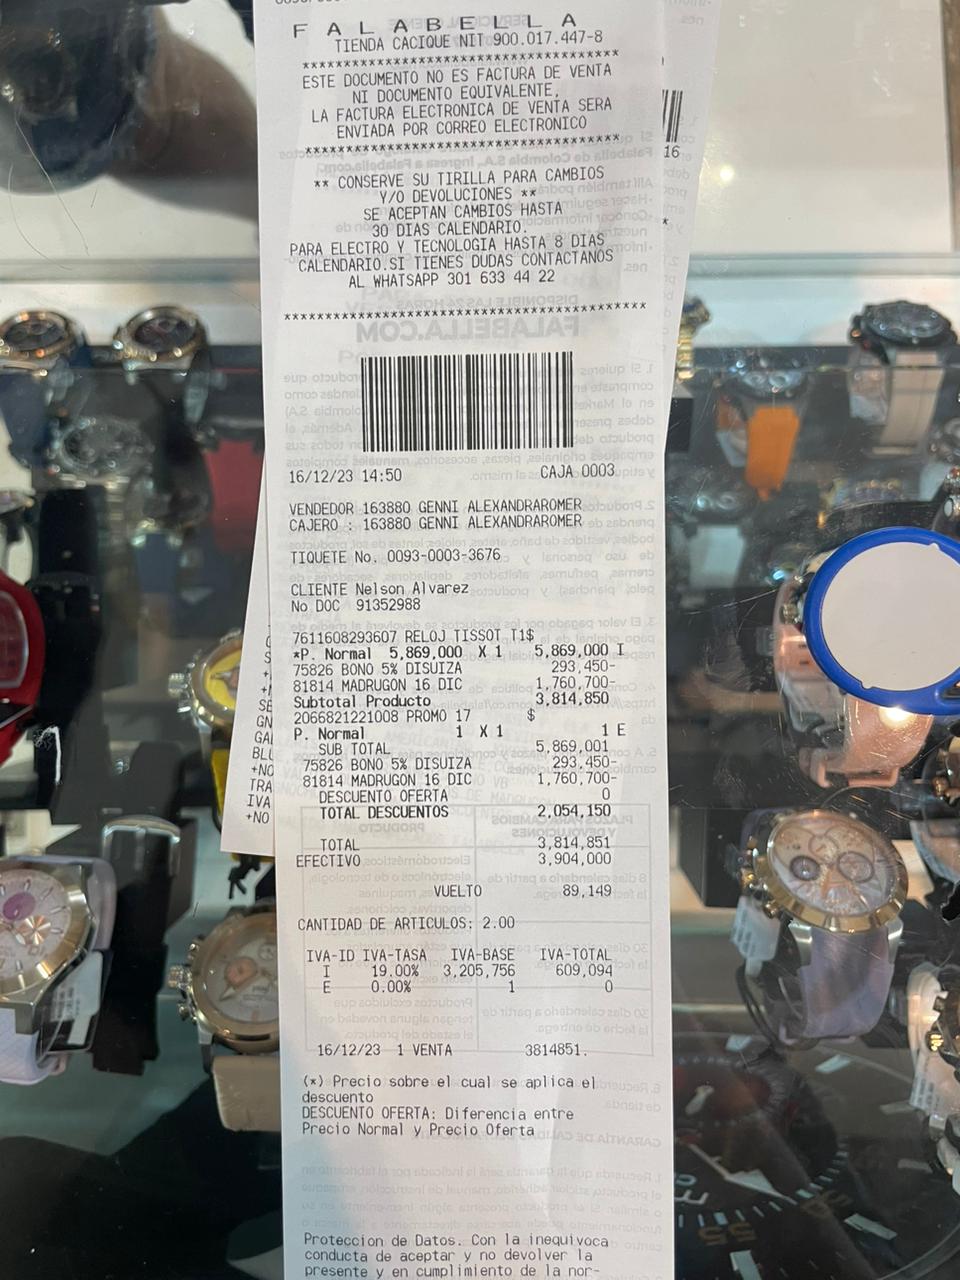 F A L A B E L L A
TIENDA CACIQUE NIT 900.017.447-8
****************************************
ESTE DOCUMENTO NO ES FACTURA DE VENTA
NI DOCUMENTO EQUIVALENTE,
LA FACTURA ELECTRONICA DE VENTA SERA
ENVIADA POR CORREO ELECTRONICO
****************************************
** CONSERVE SU TIRILLA PARA CAMBIOS
Y/O DEVOLUCIONES **
SE ACEPTAN CAMBIOS HASTA
30 DIAS CALENDARIO.
PARA ELECTRO Y TECNOLOGIA HASTA 8 DIAS
CALENDARIO.SI TIENES DUDAS CONTACTANOS
AL WHATSAPP 301 633 44 22
****************************************
16/12/23 14:50 CAJA 0003
VENDEDOR 163880 GENNI ALEXANDRAROMER
CAJERO : 163880 GENNI ALEXANDRAROMER
TIQUETE No. 0093-0003-3676
CLIENTE Nelson Alvarez
No DOC 91352988
7611608293607 RELOJ TISSOT T1$
*P. Normal 5,869,000 X 1 5,869,000 I
75826 BONO 5% DISUIZA 293,450-
81814 MADRUGON 16 DIC 1,760,700-
Subtotal Producto 3,814,850
2066821221008 PROMO 17 $
P. Normal 1 X 1 1 E
SUB TOTAL 5,869,001
75826 BONO 5% DISUIZA 293,450-
81814 MADRUGON 16 DIC 1,760,700-
DESCUENTO OFERTA 0
TOTAL DESCUENTOS 2,054,150
TOTAL 3,814,851
EFECTIVO 3,904,000
VUELTO 89,149
CANTIDAD DE ARTICULOS: 2.00
IVA-ID IVA-TASA IVA-BASE IVA-TOTAL
I 19.00% 3,205,756 609,094
E 0.00% 1 0
16/12/23 1 VENTA 3814851.
(*) Precio sobre el cual se aplica el
descuento
DESCUENTO OFERTA: Diferencia entre
Precio Normal y Precio Oferta
Proteccion de Datos. Con la inequivoca
conducta de aceptar y no devolver la
presente y en cumplimiento de la nor-
16
SE
GN
GA
BLU
+NO
TRA
IVA
+NO
55